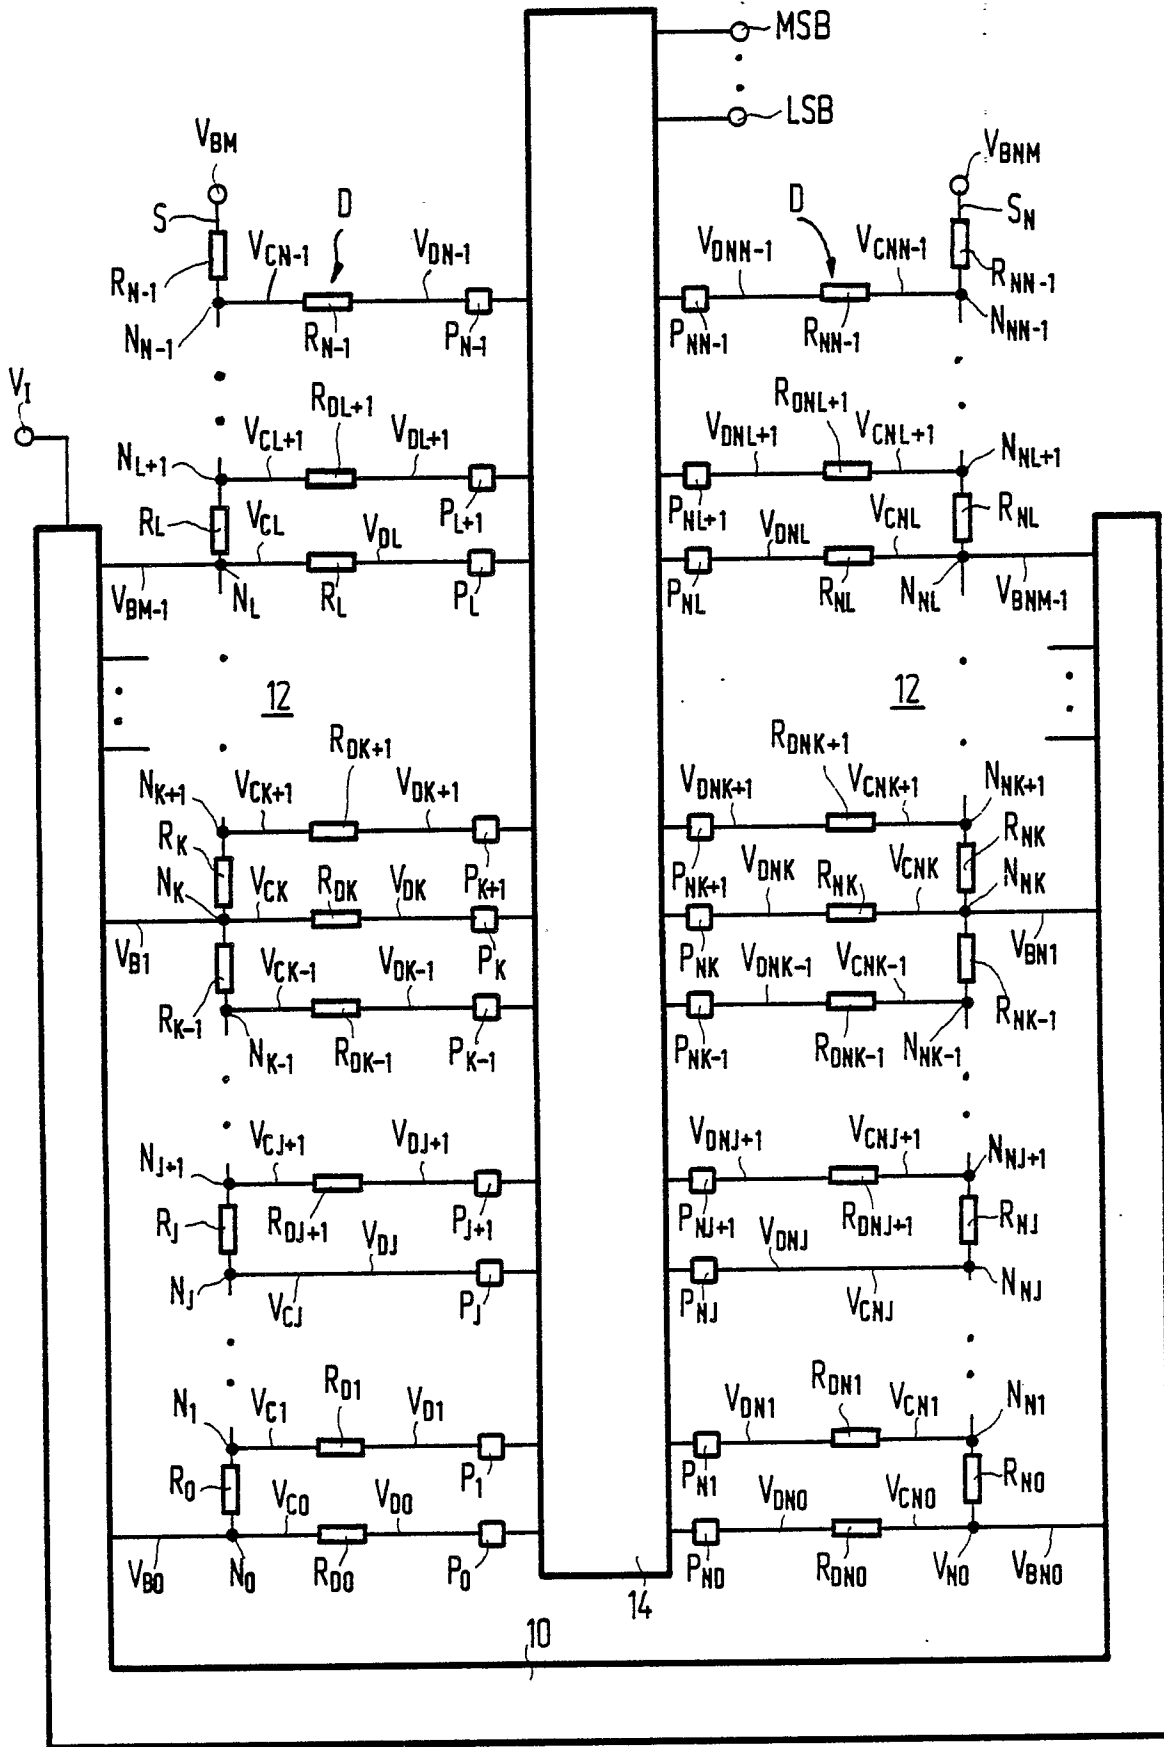 MSB
LSB
V_BM
V_BNM
S
D
D
S_N
V_CN-1
V_DN-1
V_DNN-1
V_CNN-1
R_N-1
R_NN-1
N_N-1
R_N-1
P_N-1
P_NN-1
R_NN-1
N_NN-1
V_I
R_DL+1
R_DNL+1
N_L+1
V_CL+1
V_DL+1
V_DNL+1
V_CNL+1
N_NL+1
R_L
V_CL
V_DL
P_L+1
P_NL+1
V_DNL
V_CNL
R_NL
V_BM-1
N_L
R_L
P_L
P_NL
R_NL
N_NL
V_BNM-1
12
12
R_DK+1
R_DNK+1
N_K+1
V_CK+1
V_DK+1
V_DNK+1
V_CNK+1
N_NK+1
R_K
P_K+1
P_NK+1
R_NK
N_K
V_CK
R_DK
V_DK
V_DNK
R_NK
V_CNK
N_NK
V_B1
P_K
P_NK
V_BN1
V_CK-1
V_DK-1
V_DNK-1
V_CNK-1
R_K-1
N_K-1
R_DK-1
P_K-1
P_NK-1
R_DNK-1
N_NK-1
R_NK-1
N_J+1
V_CJ+1
V_DJ+1
V_DNJ+1
V_CNJ+1
N_NJ+1
R_J
R_DJ+1
P_J+1
P_NJ+1
R_DNJ+1
R_NJ
V_DJ
V_DNJ
N_J
V_CJ
P_J
P_NJ
V_CNJ
N_NJ
N_1
V_C1
R_D1
V_D1
V_DN1
R_DN1
V_CN1
N_N1
R_0
V_C0
V_D0
P_1
P_N1
V_DN0
V_CN0
R_N0
V_B0
N_0
R_D0
P_0
P_N0
R_DN0
V_N0
V_BN0
14
10